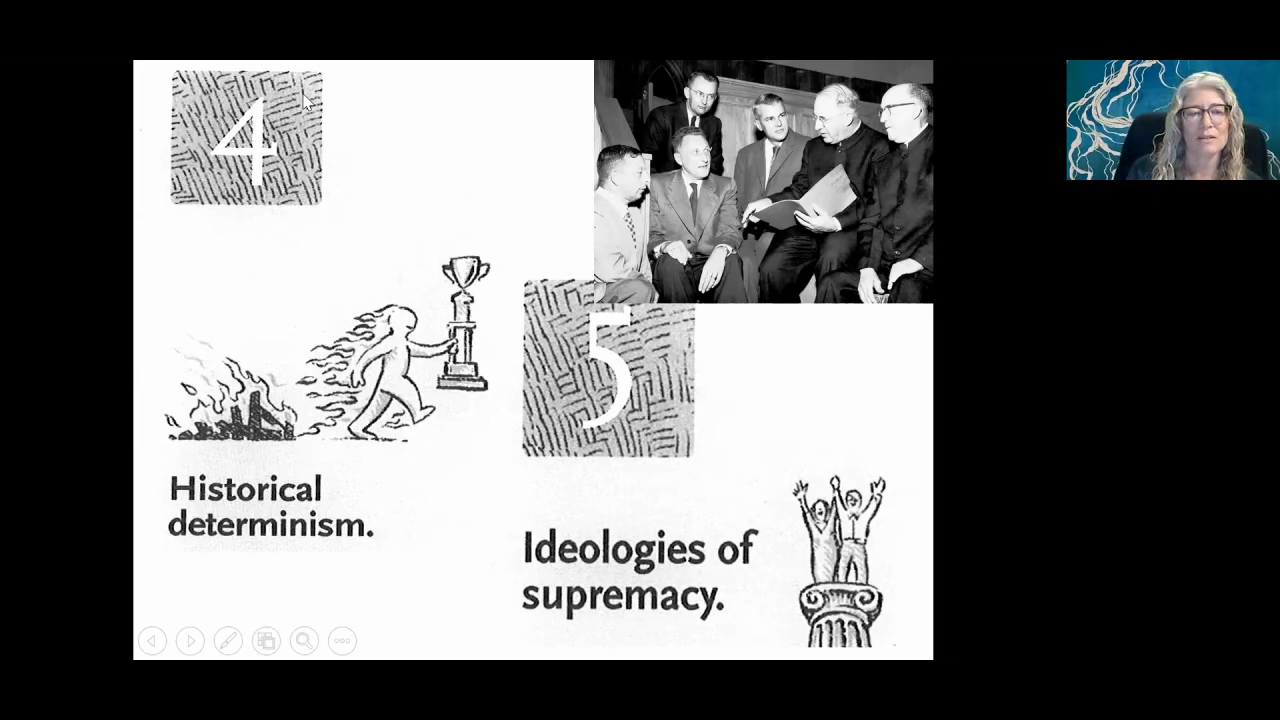 4
Historical
determinism.
5
Ideologies of
supremacy.